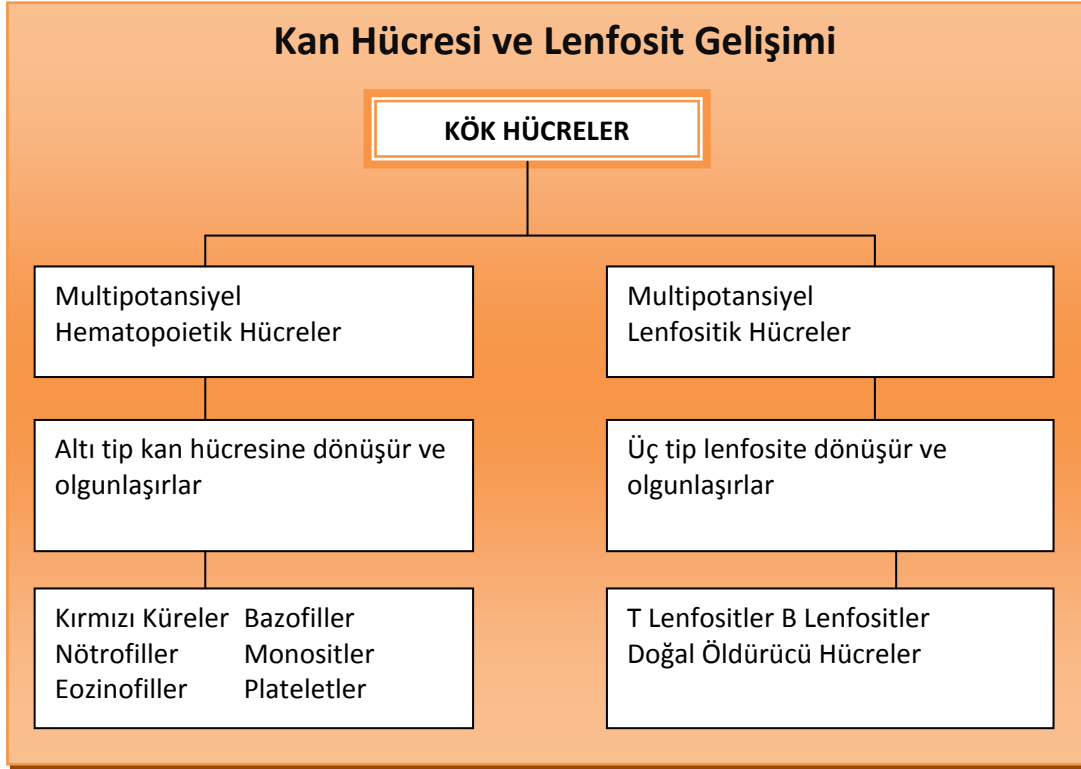 Kan Hücresi ve Lenfosit Gelişimi
KÖK HÜCRELER
Multipotansiyel
Hematopoietik Hücreler
Multipotansiyel
Lenfositik Hücreler
Altı tip kan hücresine dönüşür ve
olgunlaşırlar
Üç tip lenfosite dönüşür ve
olgunlaşırlar
Kırmızı Küreler Bazofiller
Nötrofiller Monositler
Eozinofiller Plateletler
T Lenfositler B Lenfositler
Doğal Öldürücü Hücreler